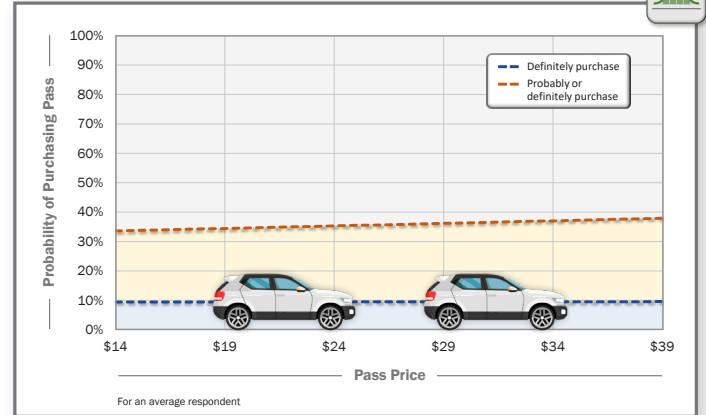 Probability of Purchasing Pass
100%
90%
80%
70%
60%
50%
40%
30%
20%
10%
0%
Definitely purchase
Probably or
definitely purchase
$14 $19 $24 $29 $34 $39
Pass Price
For an average respondent